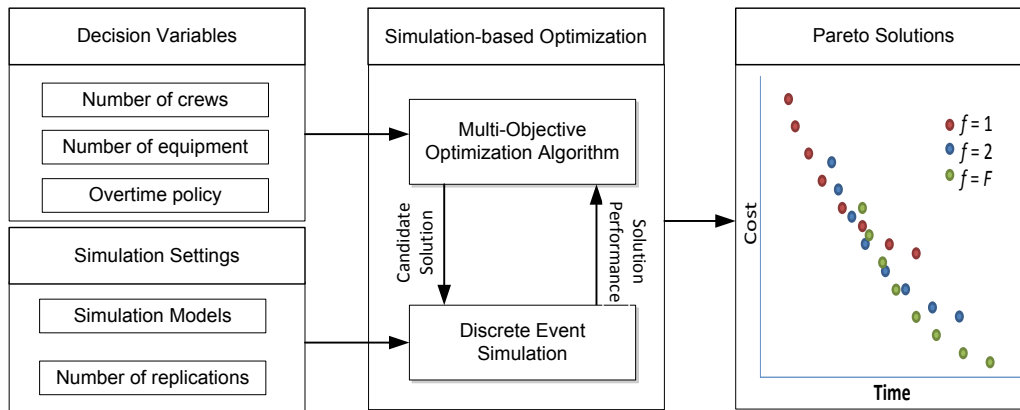 Decision Variables
Number of crews
Number of equipment
Overtime policy
Simulation Settings
Simulation Models
Number of replications
Simulation-based Optimization
Multi-Objective
Optimization Algorithm
Candidate
Solution
Solution
Performance
Discrete Event
Simulation
Pareto Solutions
f = 1
f = 2
f = F
Cost
Time